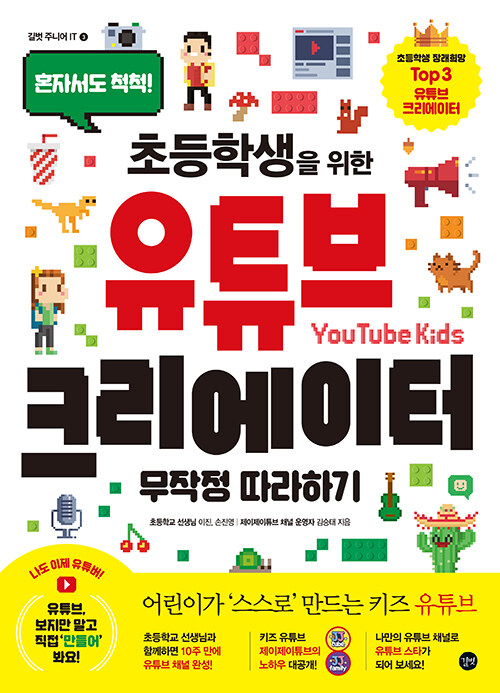 길벗 주니어 IT 3
혼자서도 척척!
초등학생 장래희망
Top 3
유튜브
크리에이터
초등학생을 위한
유튜브
YouTube Kids
크리에이터
무작정 따라하기
초등학교 선생님 이진, 손진영 | 제이제이튜브 채널 운영자 김승태 지음
나도 이제 유튜버!
유튜브,
보지만 말고
직접 ‘만들어’
봐요!
어린이가 ‘스스로’ 만드는 키즈 유튜브
초등학교 선생님과
함께하면 10주 만에
유튜브 채널 완성!
키즈 유튜브
제이제이튜브의
노하우 대공개!
JJ
tube
JJ
family
나만의 유튜브 채널로
유튜브 스타가
되어 보세요!
길벗